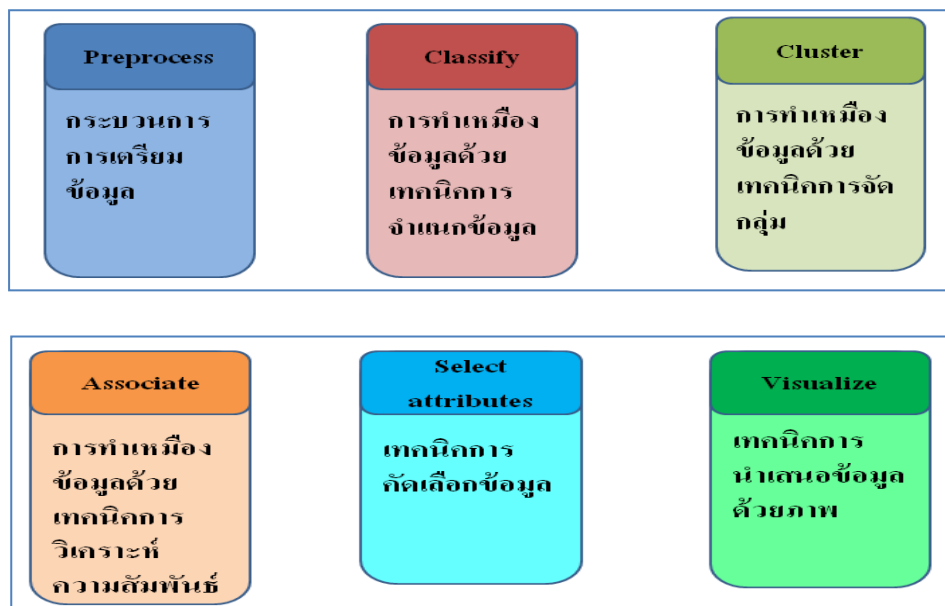 Preprocess
กระบวนการ
การเตรียม
ข้อมูล
Classify
การทำเหมือง
ข้อมูลด้วย
เทคนิคการ
จำแนกข้อมูล
Cluster
การทำเหมือง
ข้อมูลด้วย
เทคนิคการจัด
กลุ่ม
Associate
การทำเหมือง
ข้อมูลด้วย
เทคนิคการ
วิเคราะห์
ความสัมพันธ์
Select
attributes
เทคนิคการ
คัดเลือกข้อมูล
Visualize
เทคนิคการ
นำเสนอข้อมูล
ด้วยภาพ